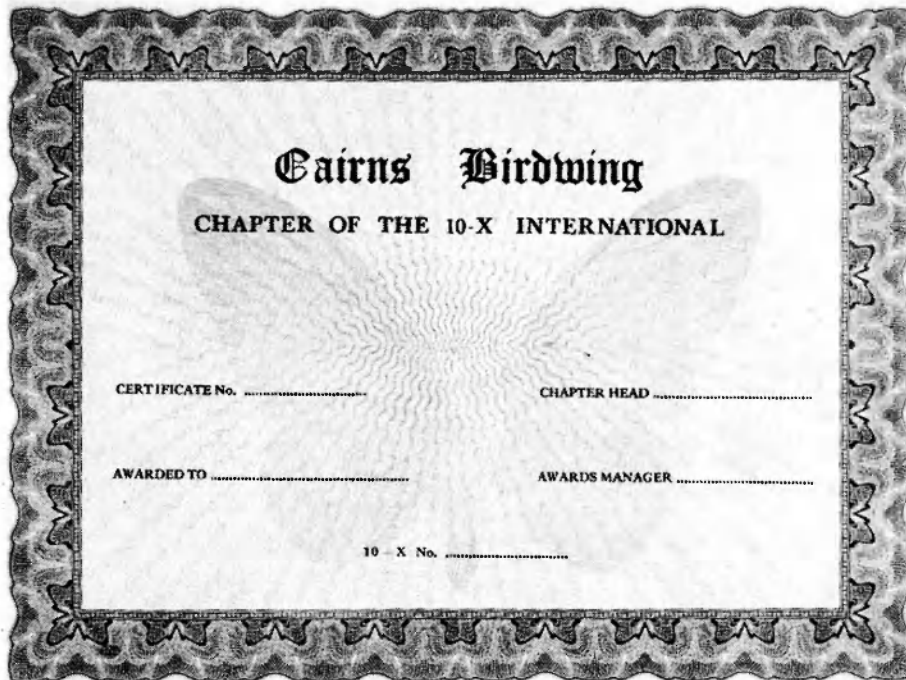 Cairns Birdwing
CHAPTER OF THE 10-X INTERNATIONAL
CERTIFICATE No. ....................
CHAPTER HEAD ....................
AWARDED TO ....................
AWARDS MANAGER ....................
10 - X No. ....................